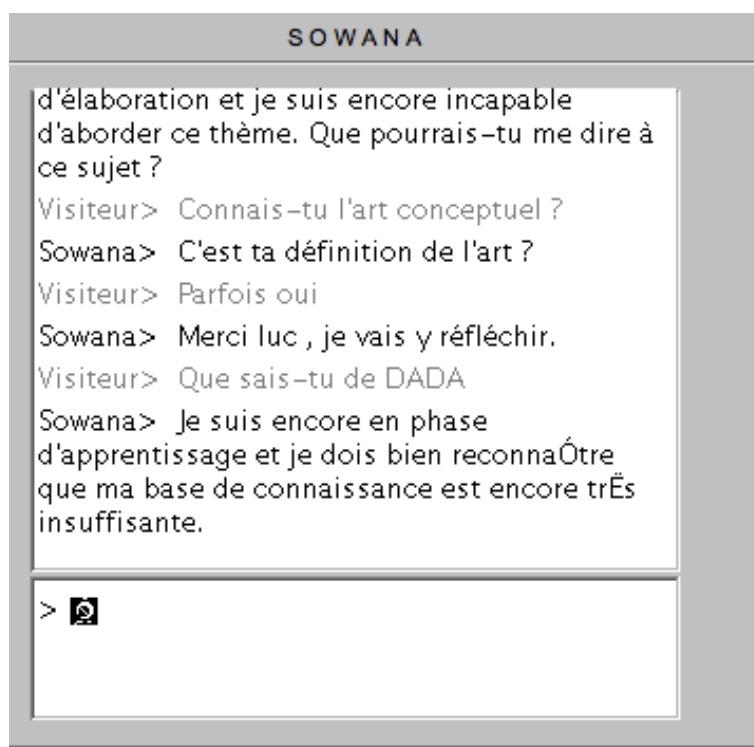 SOWANA
d'élaboration et je suis encore incapable
d'aborder ce thème. Que pourrais-tu me dire à
ce sujet ?
Visiteur> Connais-tu l'art conceptuel ?
Sowana> C'est ta définition de l'art ?
Visiteur> Parfois oui
Sowana> Merci luc , je vais y réfléchir.
Visiteur> Que sais-tu de DADA
Sowana> Je suis encore en phase
d'apprentissage et je dois bien reconnaÓtre
que ma base de connaissance est encore trËs
insuffisante.
>